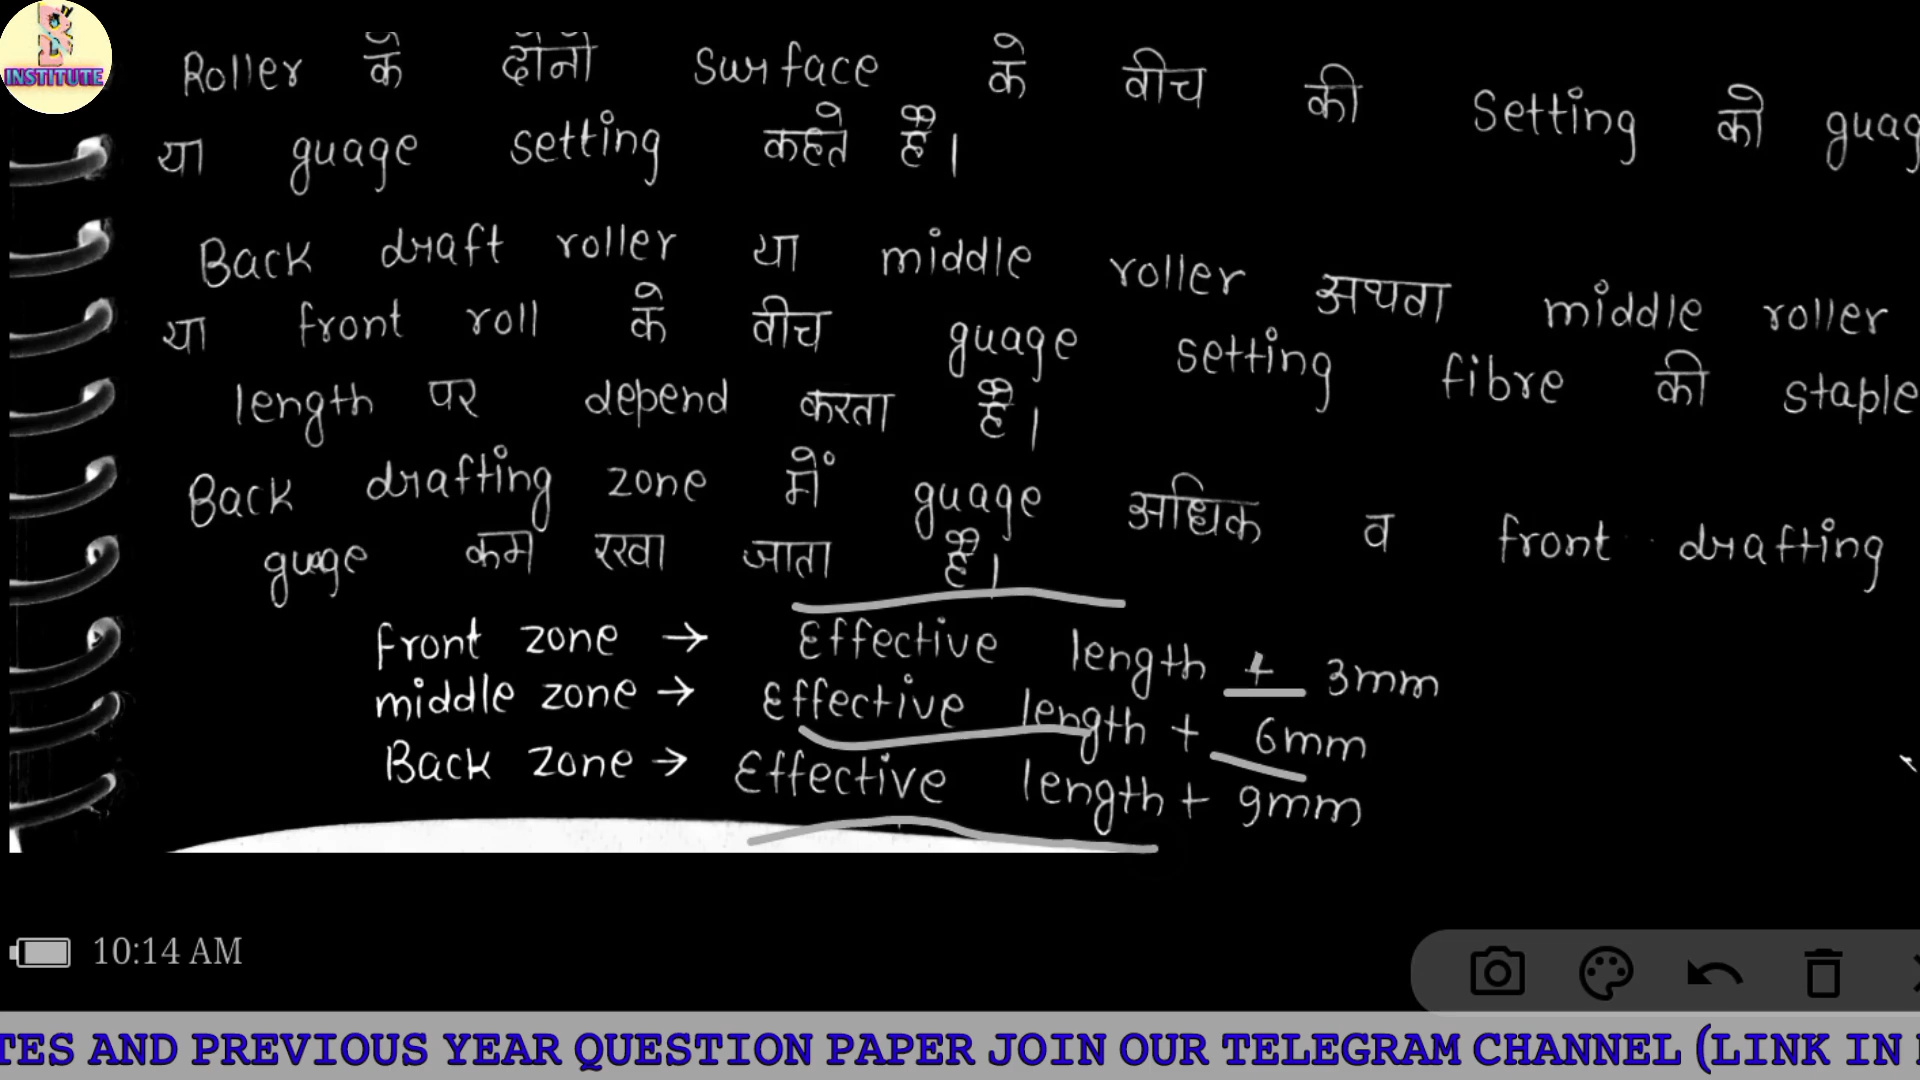 INSTITUTE
Roller के दोनो surface के बीच की setting को guag
या guage setting कहते है।
Back draft roller या middle roller अथवा middle roller
या front roll के बीच guage setting fibre की staple
length पर depend करता है।
Back drafting zone में guage अधिक व front drafting
guage कम रखा जाता है।
Front zone → Effective length + 3mm
middle zone → Effective length + 6mm
Back zone → Effective length + 9mm
10:14 AM
TES AND PREVIOUS YEAR QUESTION PAPER JOIN OUR TELEGRAM CHANNEL (LINK IN